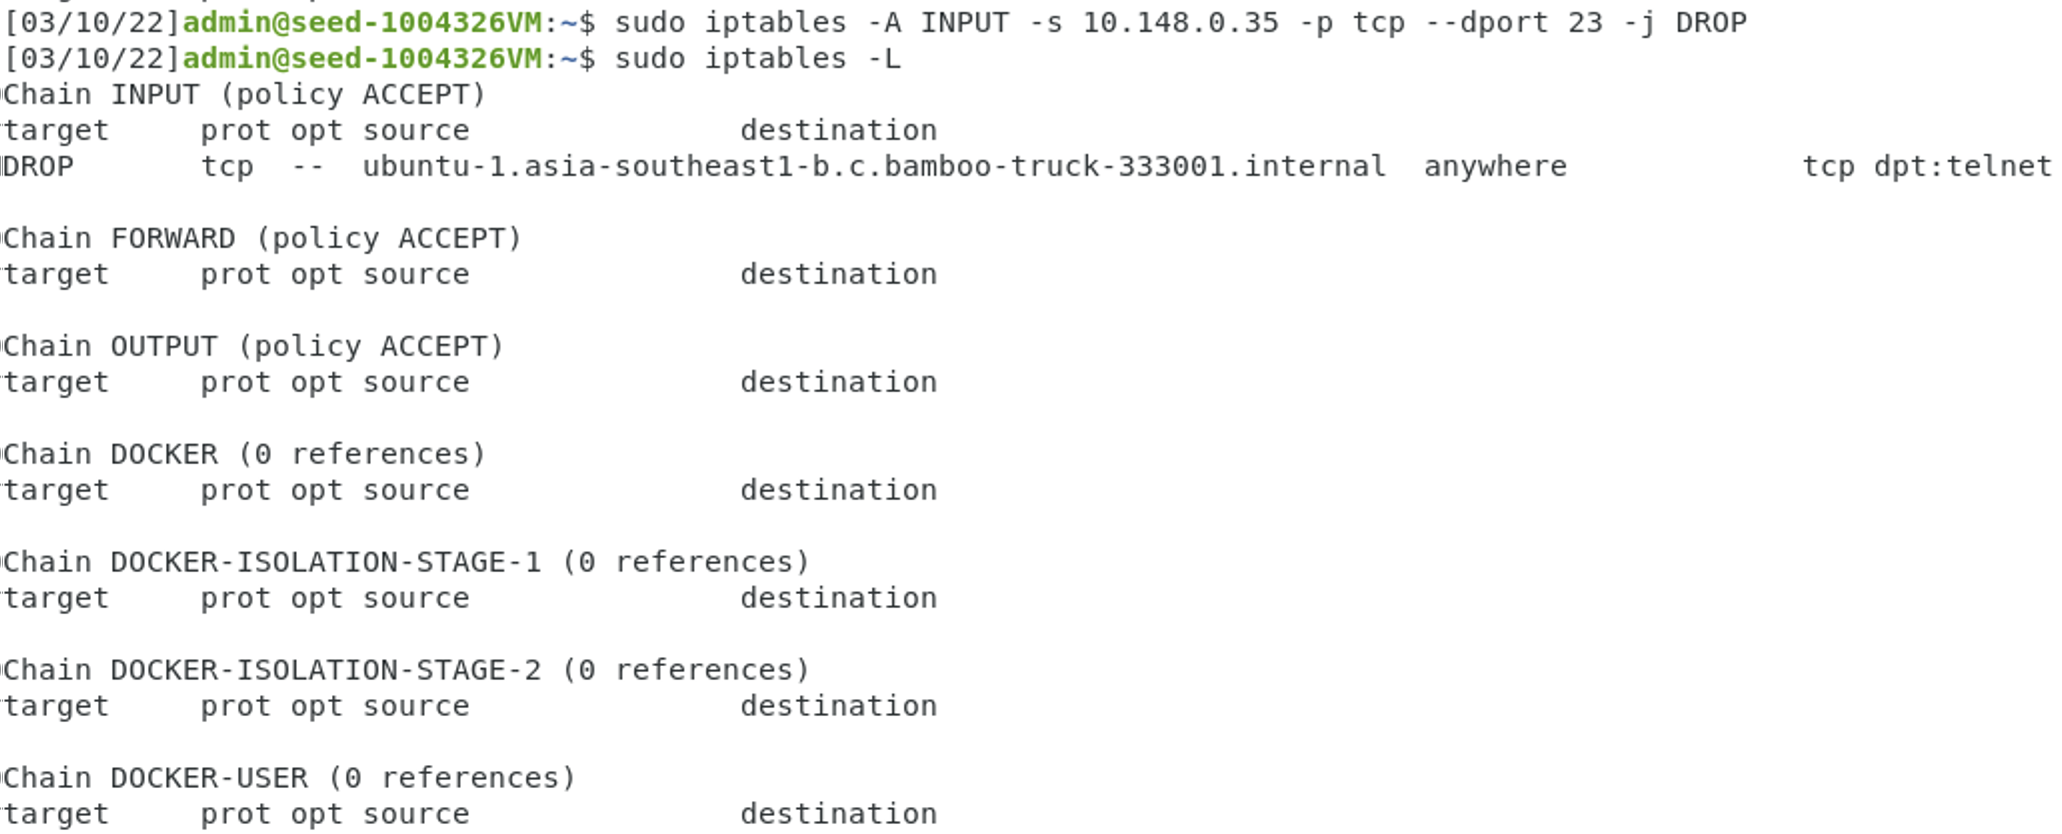 [03/10/22]admin@seed-1004326VM:~$ sudo iptables -A INPUT -s 10.148.0.35 -p tcp --dport 23 -j DROP
[03/10/22]admin@seed-1004326VM:~$ sudo iptables -L
Chain INPUT (policy ACCEPT)
target     prot opt source               destination
DROP       tcp  --  ubuntu-1.asia-southeast1-b.c.bamboo-truck-333001.internal  anywhere             tcp dpt:telnet
Chain FORWARD (policy ACCEPT)
target     prot opt source               destination
Chain OUTPUT (policy ACCEPT)
target     prot opt source               destination
Chain DOCKER (0 references)
target     prot opt source               destination
Chain DOCKER-ISOLATION-STAGE-1 (0 references)
target     prot opt source               destination
Chain DOCKER-ISOLATION-STAGE-2 (0 references)
target     prot opt source               destination
Chain DOCKER-USER (0 references)
target     prot opt source               destination